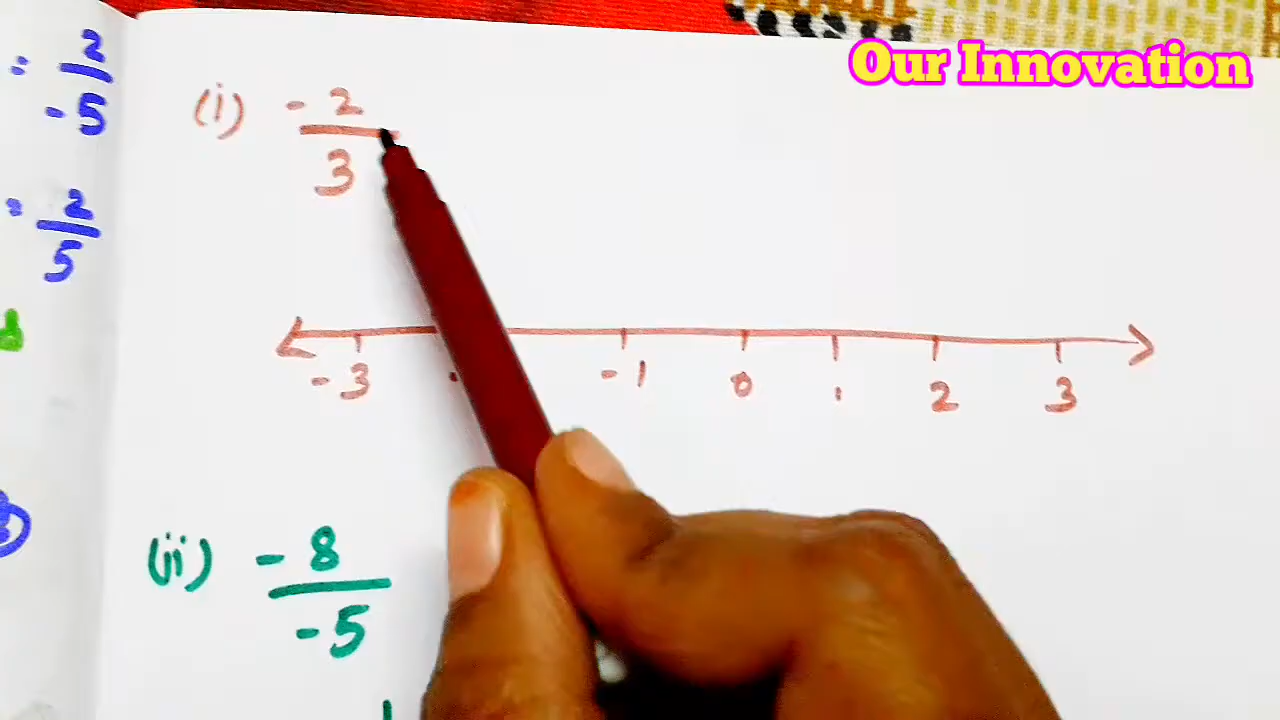 Our Innovation
∴ 2/-5
= 2/5
(i) -2/3
-3 -1 0 1 2 3
(ii) -8/-5